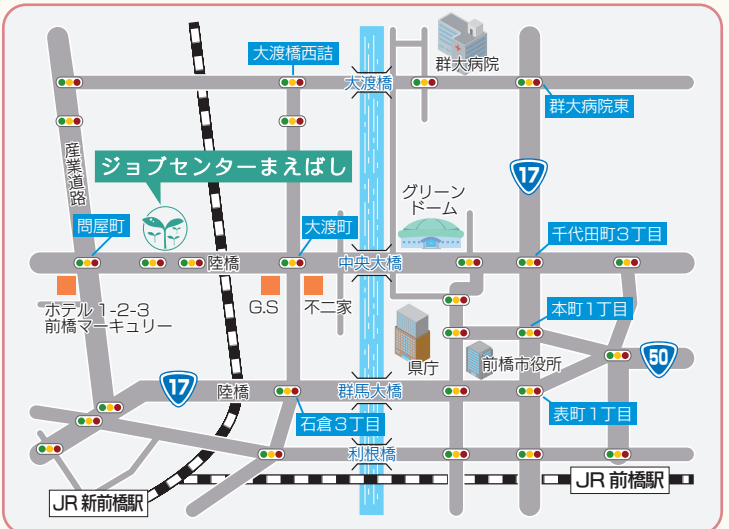 大渡橋西詰
群大病院
大渡橋
群大病院東
産業道路
ジョブセンターまえばし
17
グリーン
ドーム
問屋町
大渡町
千代田町3丁目
陸橋
中央大橋
ホテル1-2-3
前橋マーキュリー
G.S
不二家
本町1丁目
県庁
前橋市役所
50
17
陸橋
群馬大橋
石倉3丁目
表町1丁目
利根橋
JR 新前橋駅
JR 前橋駅